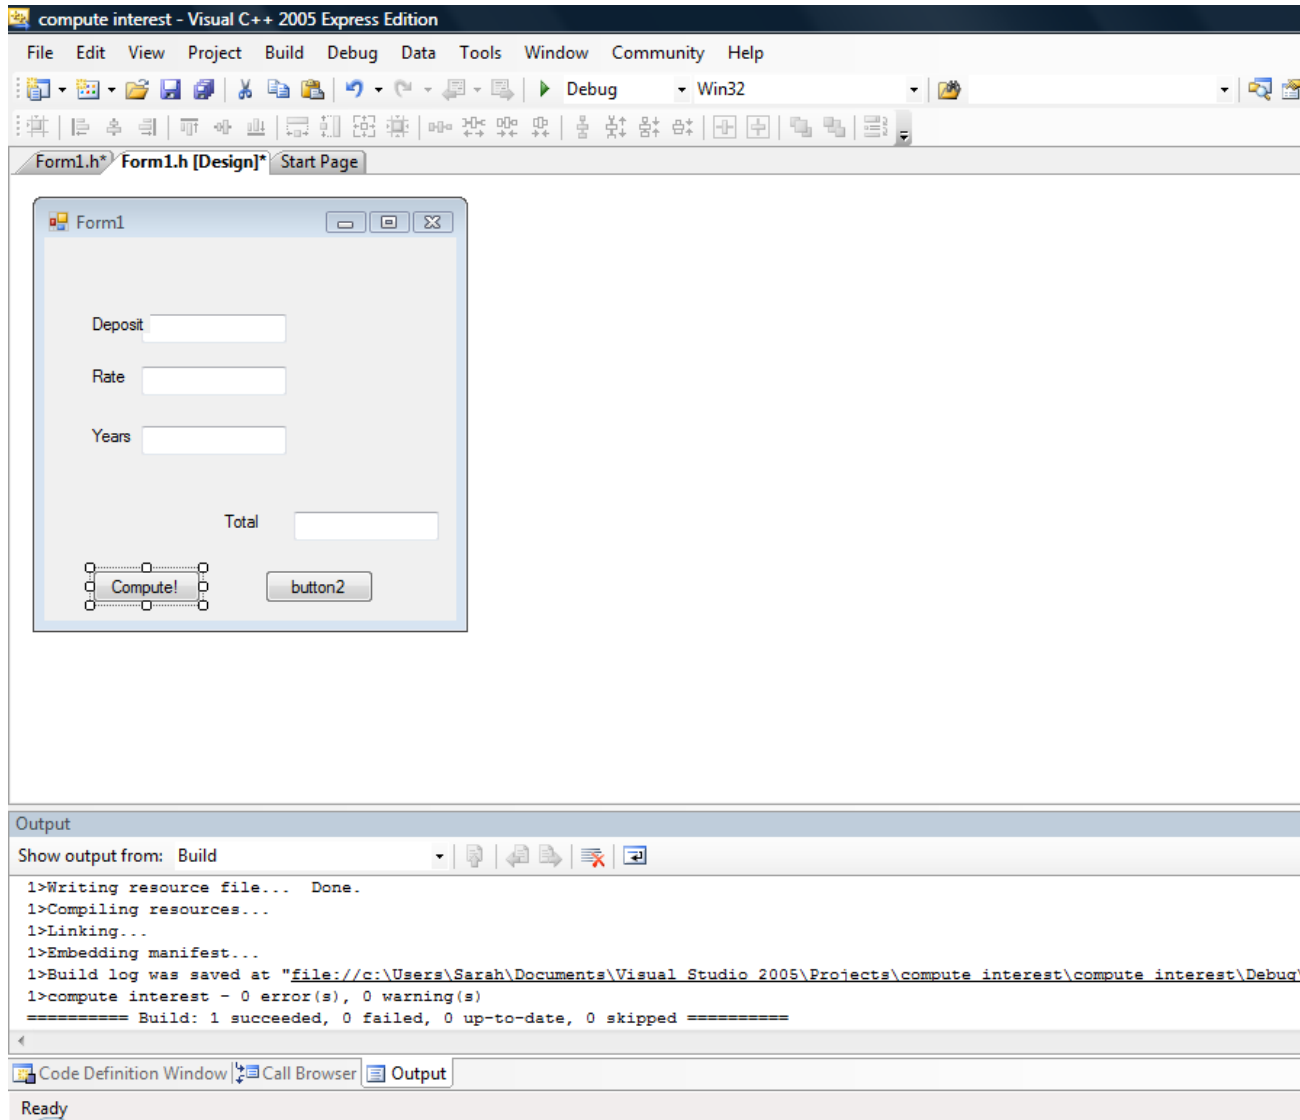 compute interest - Visual C++ 2005 Express Edition
File Edit View Project Build Debug Data Tools Window Community Help
Debug Win32
Form1.h* Form1.h [Design]* Start Page
Form1
Deposit
Rate
Years
Total
Compute! button2
Output
Show output from: Build
1>Writing resource file... Done.
1>Compiling resources...
1>Linking...
1>Embedding manifest...
1>Build log was saved at "file://c:\Users\Sarah\Documents\Visual Studio 2005\Projects\compute interest\compute interest\Debug\
1>compute interest - 0 error(s), 0 warning(s)
========== Build: 1 succeeded, 0 failed, 0 up-to-date, 0 skipped ==========
Code Definition Window Call Browser Output
Ready